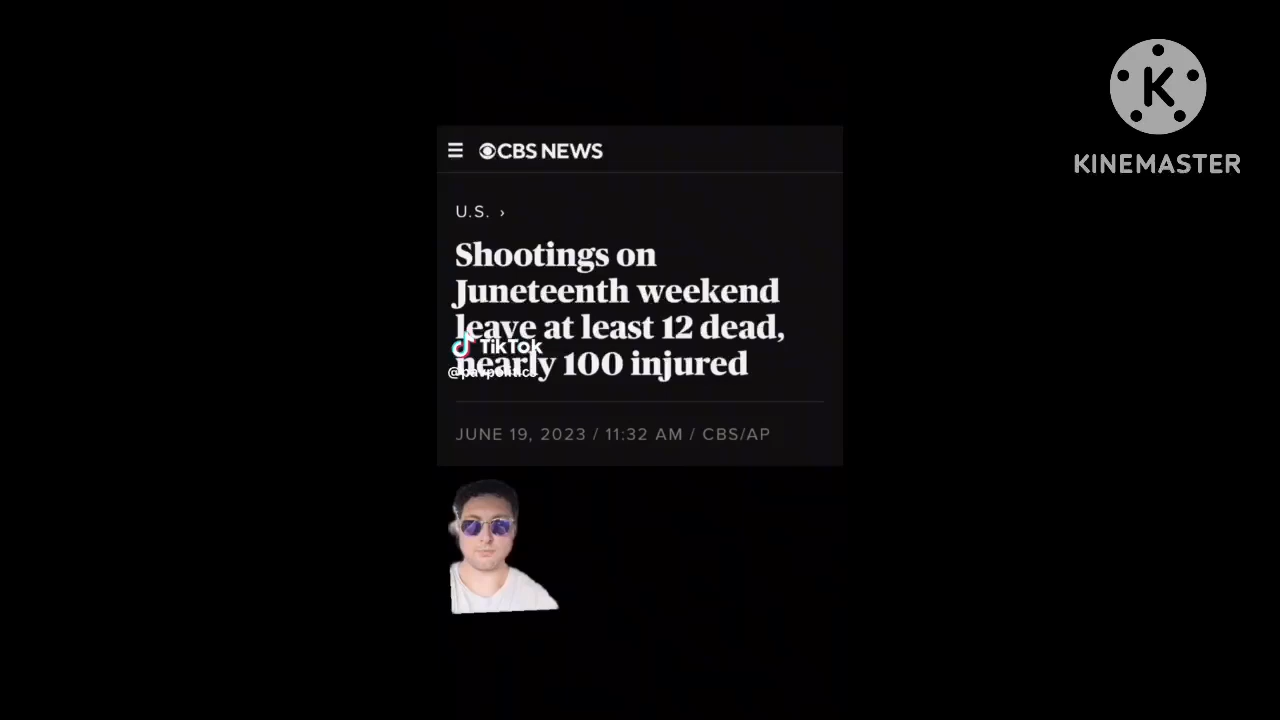 CBS NEWS
U.S. ›
Shootings on
Juneteenth weekend
leave at least 12 dead,
TikTok
nearly 100 injured
@pavpolitics
JUNE 19, 2023 / 11:32 AM / CBS/AP
K
KINEMASTER